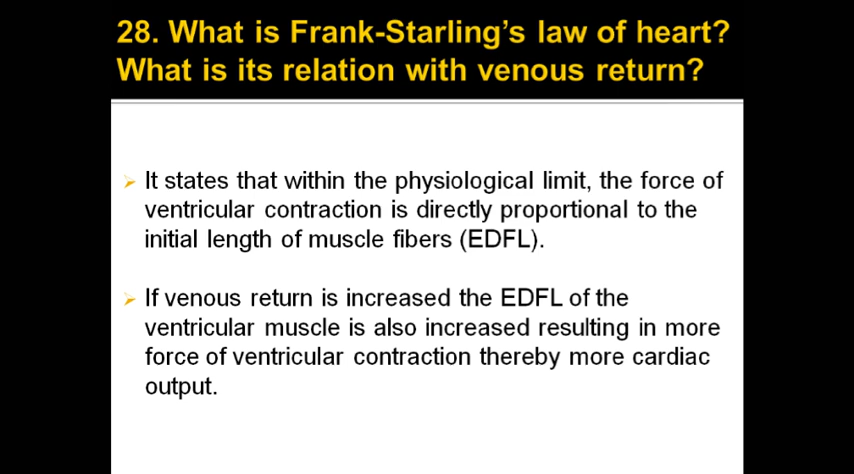 28. What is Frank-Starling's law of heart?
What is its relation with venous return?
➢ It states that within the physiological limit, the force of
ventricular contraction is directly proportional to the
initial length of muscle fibers (EDFL).
➢ If venous return is increased the EDFL of the
ventricular muscle is also increased resulting in more
force of ventricular contraction thereby more cardiac
output.